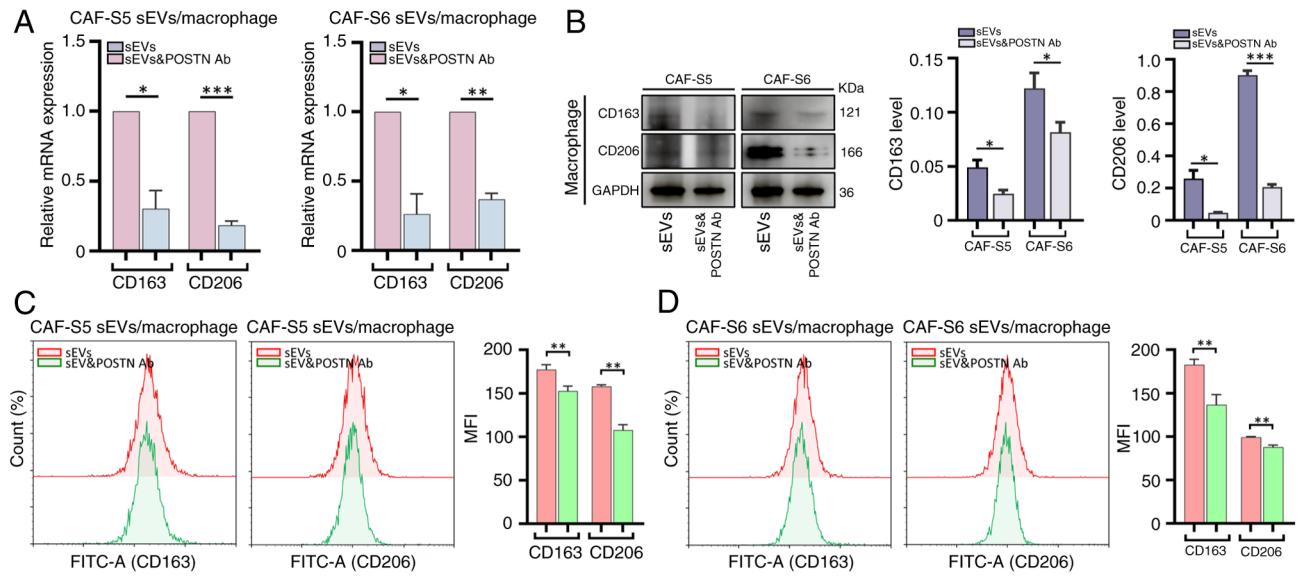 A
CAF-S5 sEVs/macrophage
Relative mRNA expression
1.5
1.0
0.5
0
sEVs
sEVs&POSTN Ab
*
***
CD163
CD206
CAF-S6 sEVs/macrophage
Relative mRNA expression
1.5
1.0
0.5
0
sEVs
sEVs&POSTN Ab
*
**
CD163
CD206
B
CAF-S5
CAF-S6
KDa
Macrophage
CD163
121
CD206
166
GAPDH
36
sEVs
sEVs&
POSTN Ab
sEVs
sEVs&
POSTN Ab
sEVs
sEVs&POSTN Ab
CD163 level
0.15
0.10
0.05
0
*
*
CAF-S5
CAF-S6
sEVs
sEVs&POSTN Ab
CD206 level
1.0
0.8
0.6
0.4
0.2
0
*
***
CAF-S5
CAF-S6
C
CAF-S5 sEVs/macrophage
sEVs
sEV&POSTN Ab
Count (%)
FITC-A (CD163)
CAF-S5 sEVs/macrophage
sEVs
sEV&POSTN Ab
FITC-A (CD206)
MFI
200
150
100
50
0
**
**
CD163
CD206
D
CAF-S6 sEVs/macrophage
sEVs
sEV&POSTN Ab
Count (%)
FITC-A (CD163)
CAF-S6 sEVs/macrophage
sEVs
sEV&POSTN Ab
FITC-A (CD206)
MFI
200
150
100
50
0
**
**
CD163
CD206